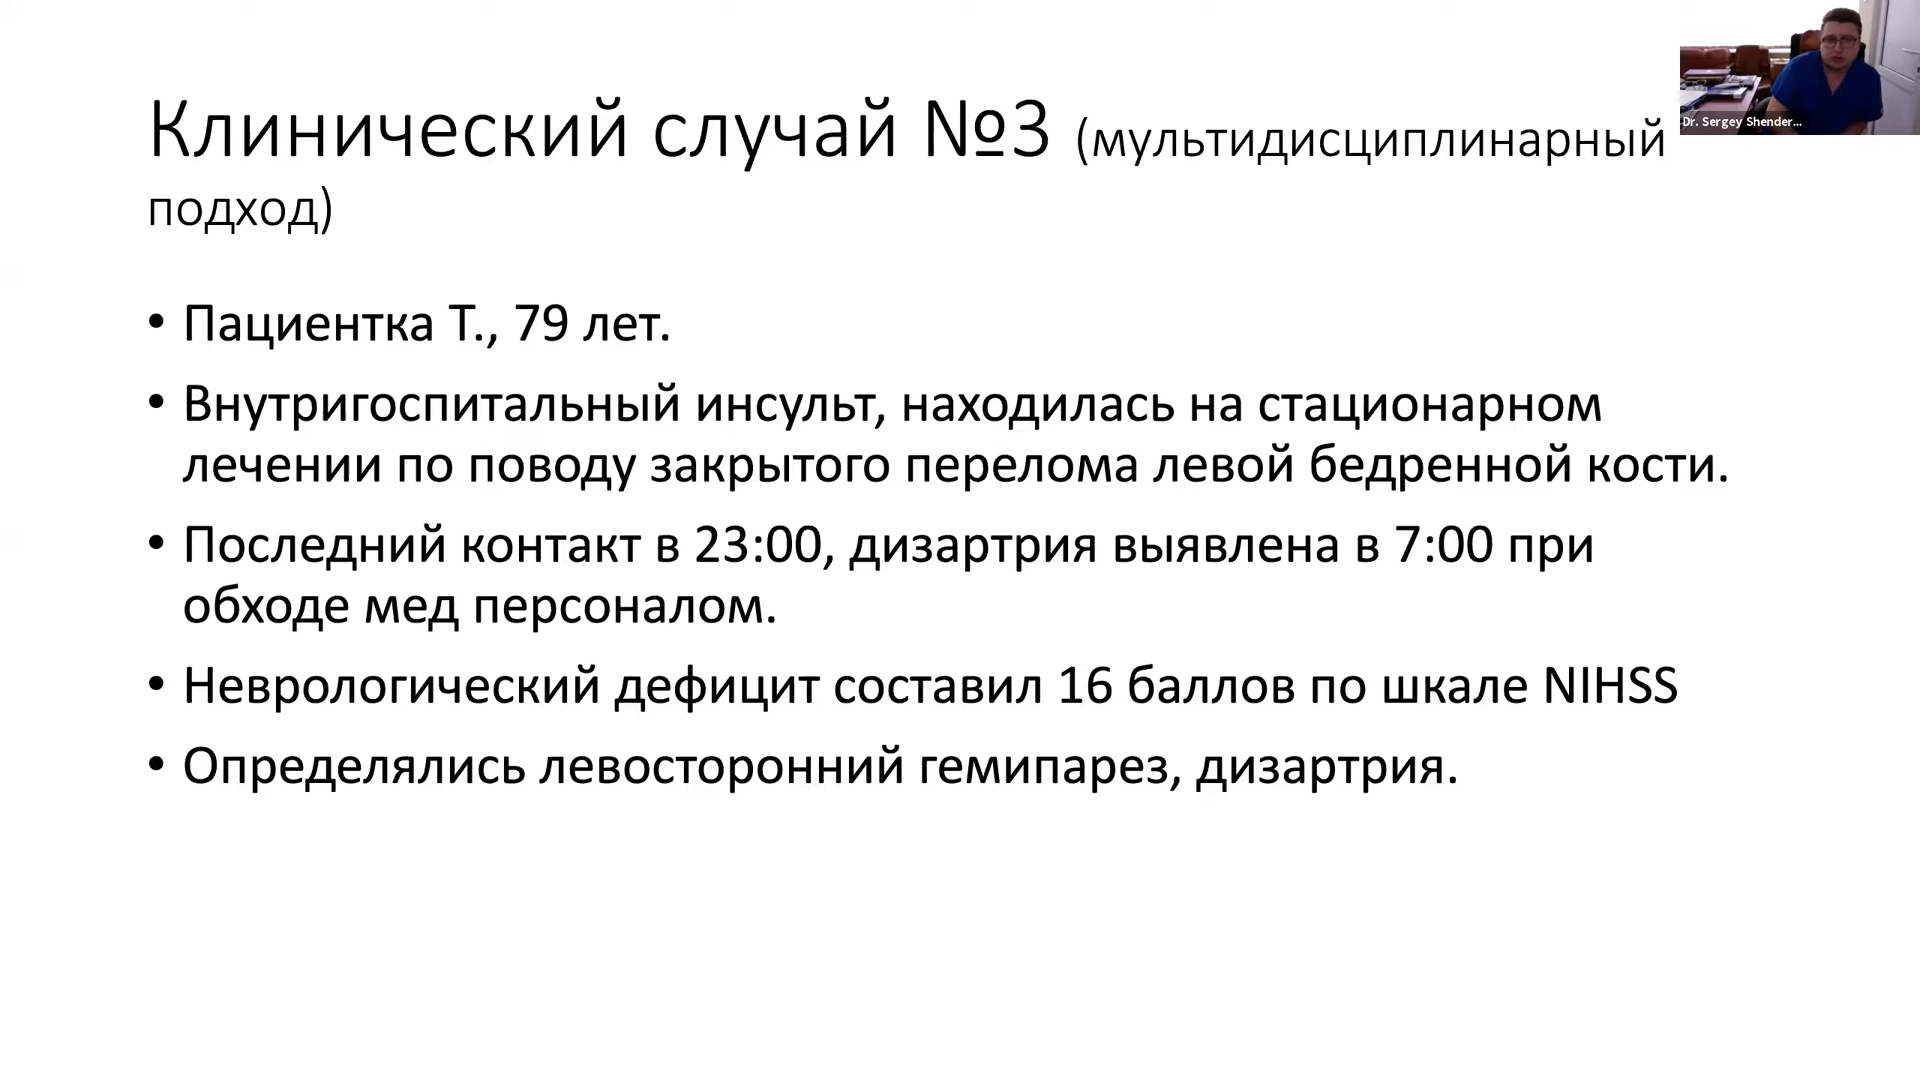 Клинический случай №3 (мультидисциплинарный
подход)
Dr. Sergey Shender...
• Пациентка Т., 79 лет.
• Внутригоспитальный инсульт, находилась на стационарном
лечении по поводу закрытого перелома левой бедренной кости.
• Последний контакт в 23:00, дизартрия выявлена в 7:00 при
обходе мед персоналом.
• Неврологический дефицит составил 16 баллов по шкале NIHSS
• Определялись левосторонний гемипарез, дизартрия.